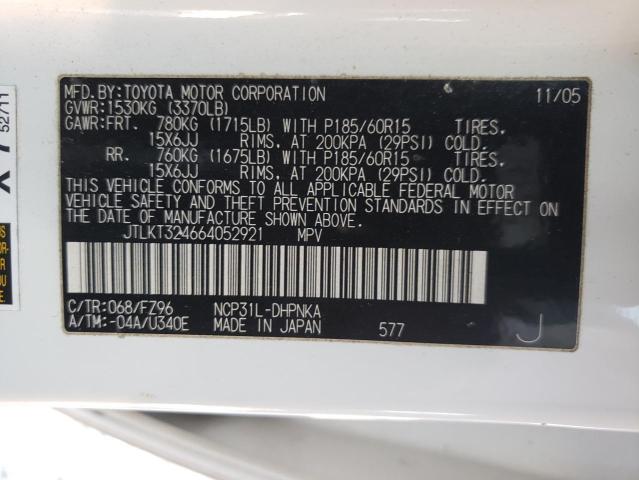 MFD.BY:TOYOTA MOTOR CORPORATION 11/05
GVWR:1530KG (3370LB)
GAWR:FRT. 780KG (1715LB) WITH P185/60R15 TIRES.
15X6JJ RIMS. AT 200KPA (29PSI) COLD.
RR. 760KG (1675LB) WITH P185/60R15 TIRES.
15X6JJ RIMS. AT 200KPA (29PSI) COLD.
THIS VEHICLE CONFORMS TO ALL APPLICABLE FEDERAL MOTOR
VEHICLE SAFETY AND THEFT PREVENTION STANDARDS IN EFFECT ON
THE DATE OF MANUFACTURE SHOWN ABOVE.
JTLKT324664052921 MPV
C/TR:068/FZ96 NCP31L-DHPNKA
A/TM:-04A/U340E MADE IN JAPAN 577 J
52711